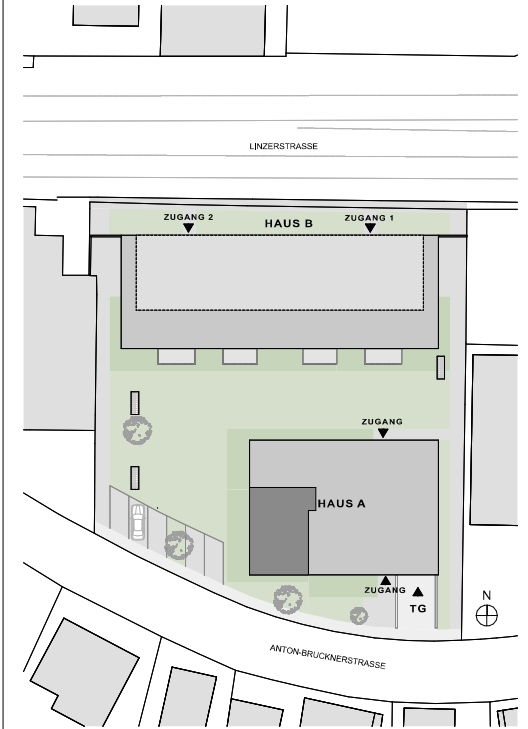 LINZERSTRASSE
ZUGANG 2
HAUS B
ZUGANG 1
ZUGANG
HAUS A
ZUGANG
TG
N
ANTON-BRUCKNERSTRASSE